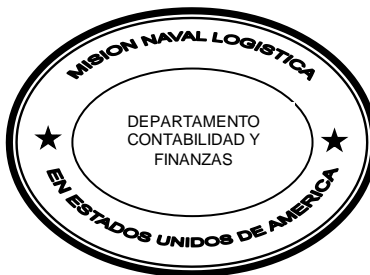 MISION NAVAL LOGISTICA
DEPARTAMENTO
CONTABILIDAD Y
FINANZAS
EN ESTADOS UNIDOS DE AMERICA